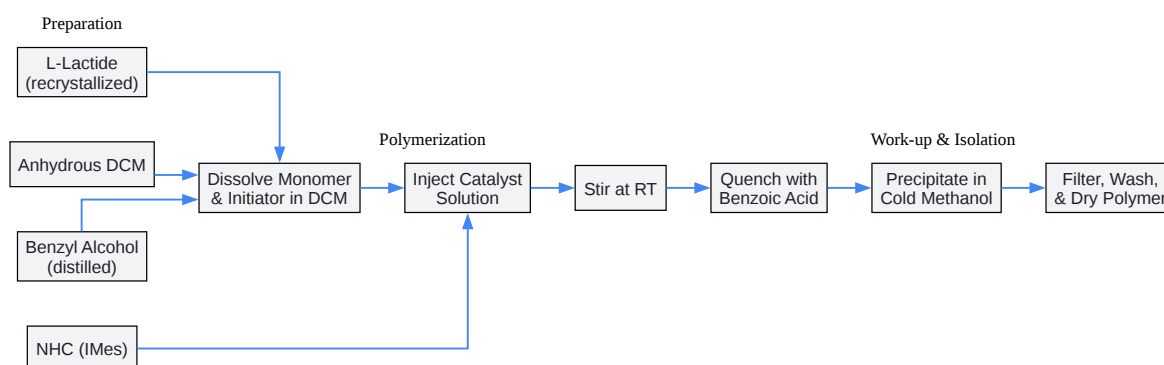 Preparation
L-Lactide
(recrystallized)
Anhydrous DCM
Benzyl Alcohol
(distilled)
NHC (IMes)
Polymerization
Dissolve Monomer
& Initiator in DCM
Inject Catalyst
Solution
Stir at RT
Quench with
Benzoic Acid
Work-up & Isolation
Precipitate in
Cold Methanol
Filter, Wash,
& Dry Polymer